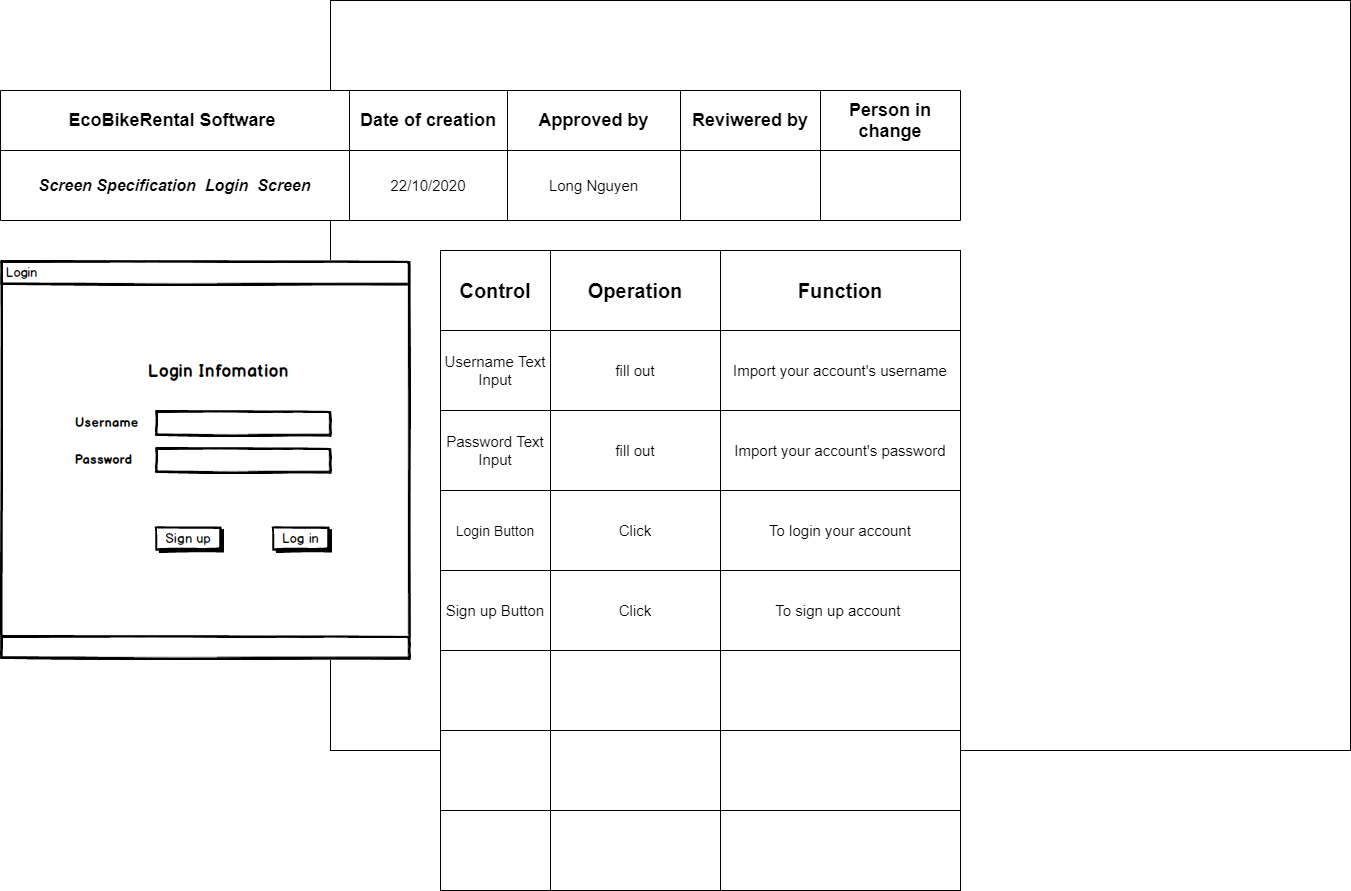 EcoBikeRental Software
Date of creation
Approved by
Reviwered by
Person in
change
Screen Specification Login Screen
22/10/2020
Long Nguyen
Login
Login Infomation
Username
Password
Sign up
Log in
Control
Operation
Function
Username Text
Input
fill out
Import your account's username
Password Text
Input
fill out
Import your account's password
Login Button
Click
To login your account
Sign up Button
Click
To sign up account